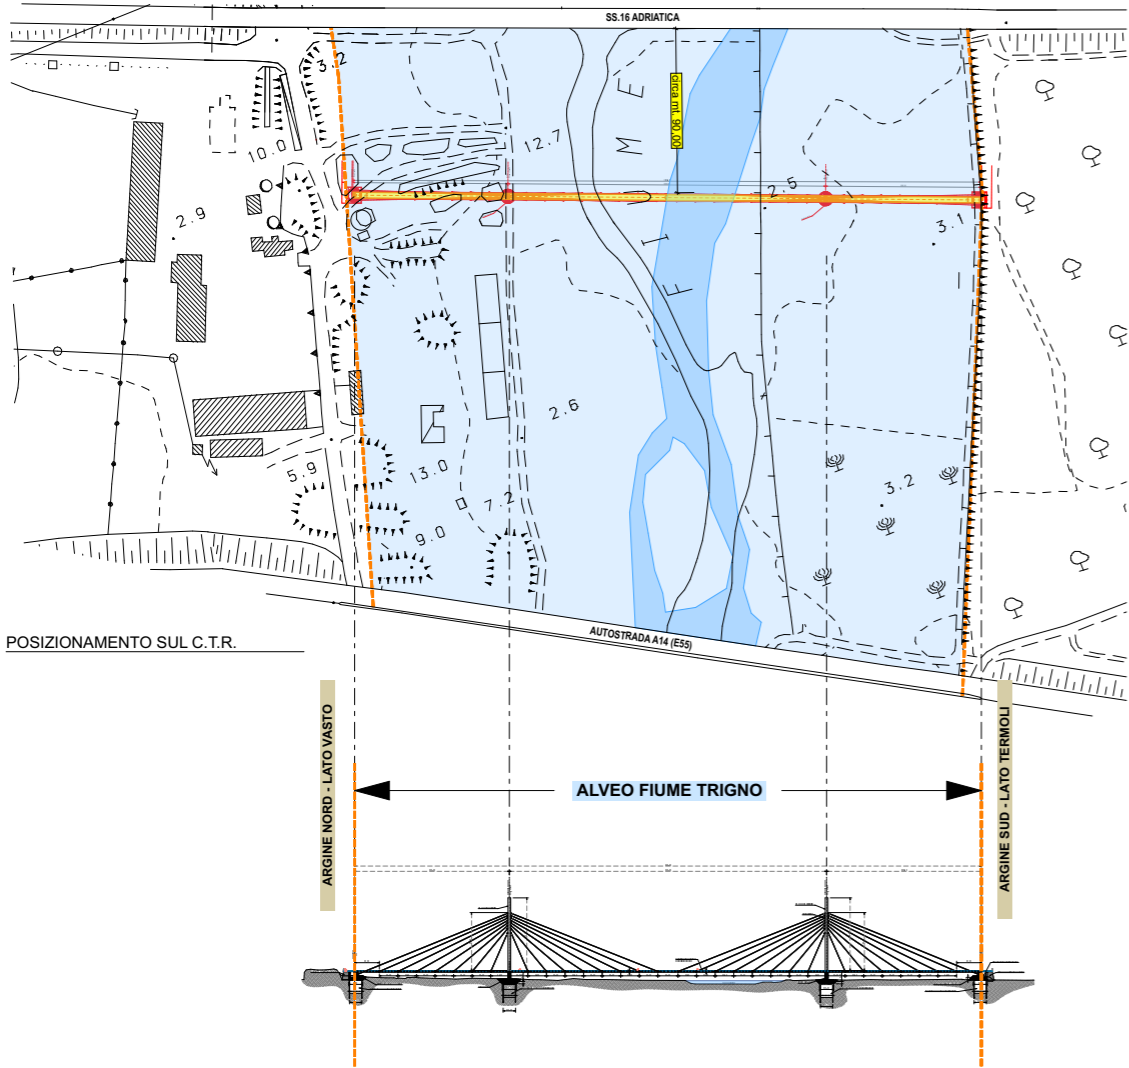 SS.16 ADRIATICA
3.2
circa mt. 90,00
12.7
10.0
FIUME
2.5
2.9
3.1
2.6
3.2
5.9
13.0
7.2
9.0
AUTOSTRADA A14 (E55)
POSIZIONAMENTO SUL C.T.R.
ARGINE NORD - LATO VASTO
ALVEO FIUME TRIGNO
ARGINE SUD - LATO TERMOLI